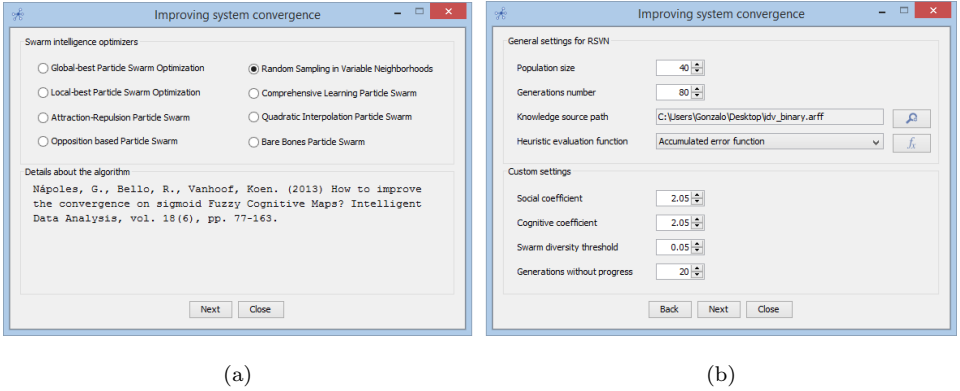 Improving system convergence
Swarm intelligence optimizers
Global-best Particle Swarm Optimization
Random Sampling in Variable Neighborhoods
Local-best Particle Swarm Optimization
Comprehensive Learning Particle Swarm
Attraction-Repulsion Particle Swarm
Quadratic Interpolation Particle Swarm
Opposition based Particle Swarm
Bare Bones Particle Swarm
Details about the algorithm
Nápoles, G., Bello, R., Vanhoof, Koen. (2013) How to improve
the convergence on sigmoid Fuzzy Cognitive Maps? Intelligent
Data Analysis, vol. 18(6), pp. 77-163.
Next Close
(a)
Improving system convergence
General settings for RSVN
Population size 40
Generations number 80
Knowledge source path C:\Users\Gonzalo\Desktop\idv_binary.arff
Heuristic evaluation function Accumulated error function fx
Custom settings
Social coefficient 2.05
Cognitive coefficient 2.05
Swarm diversity threshold 0.05
Generations without progress 20
Back Next Close
(b)